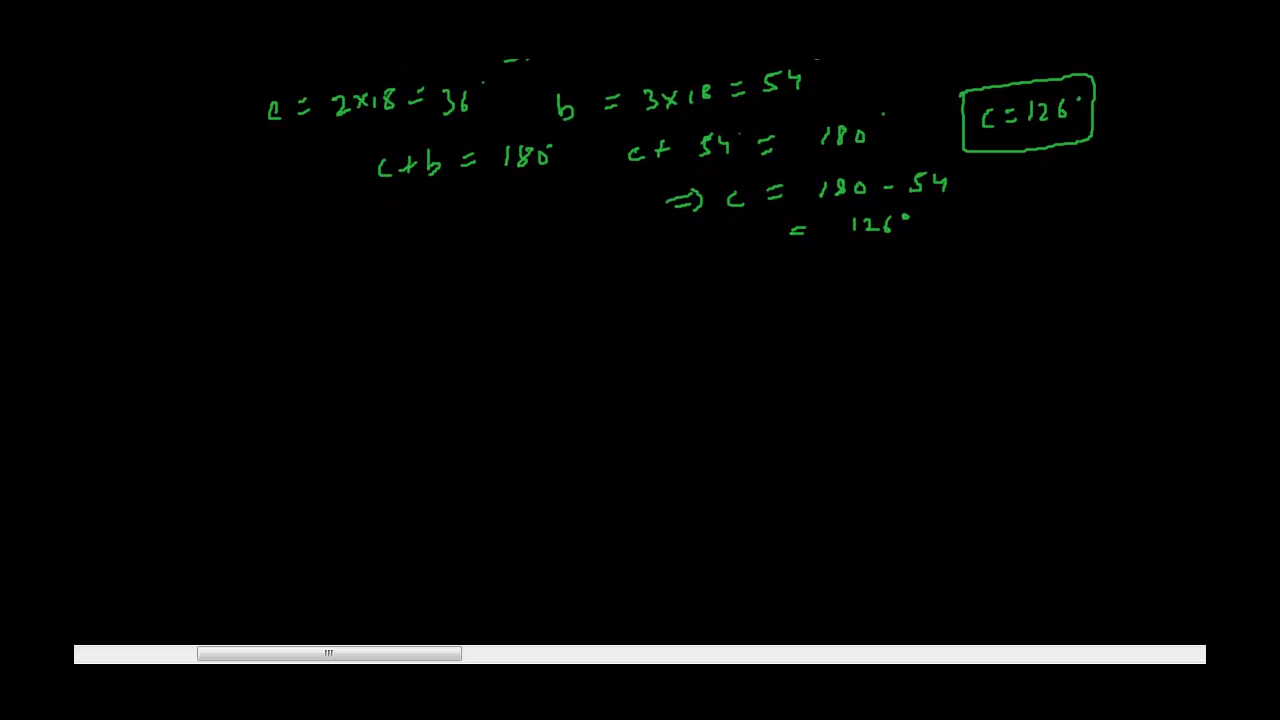 c = 2×18 = 36° b = 3×18 = 54° c = 126°
c+b = 180° c + 54° = 180°
⇒ c = 180 - 54
= 126°